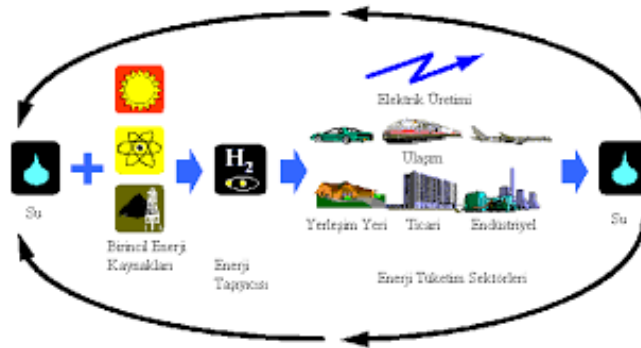 Elektrik Üretimi
H2
Ulaşım
Su
Yerleşim Yeri
Ticari
Endüstriyel
Su
Birincil Enerji
Kaynakları
Enerji
Taşıyıcısı
Enerji Tüketim Sektörleri